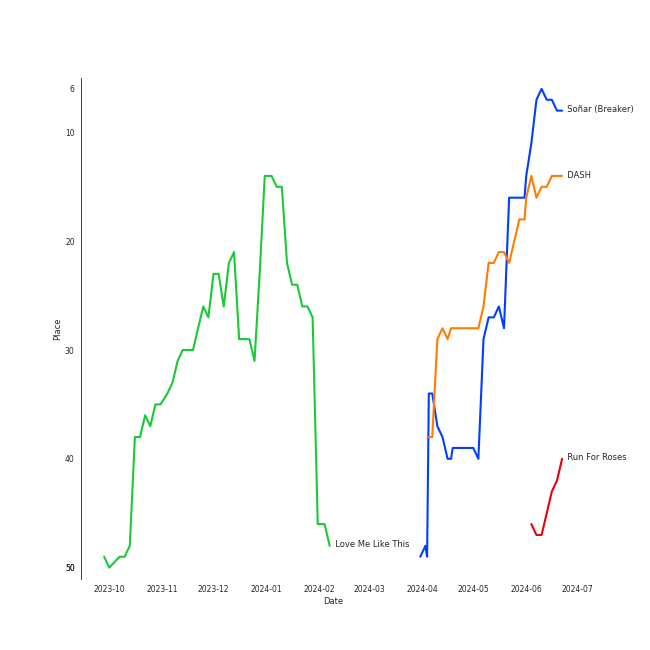 6
Soñar (Breaker)
10
DASH
20
Place
30
40
Run For Roses
Love Me Like This
50
2023-10 2023-11 2023-12 2024-01 2024-02 2024-03 2024-04 2024-05 2024-06 2024-07
Date